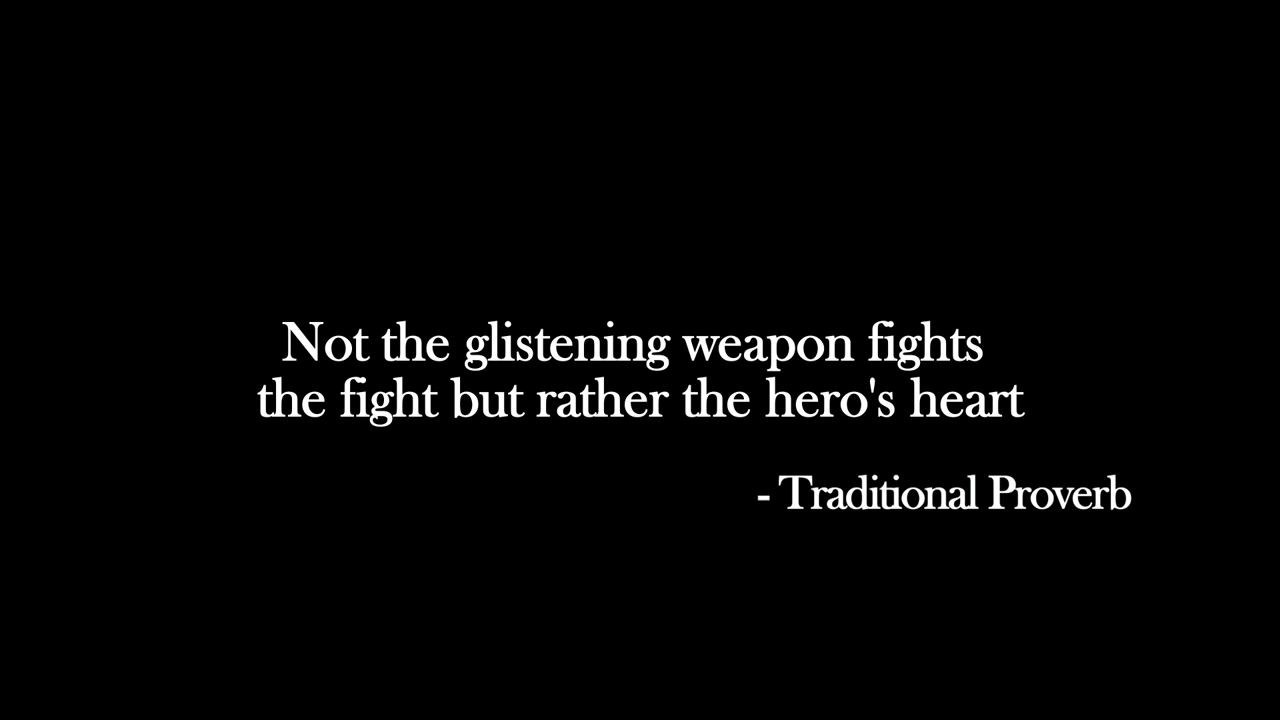 Not the glistening weapon fights
the fight but rather the hero's heart
- Traditional Proverb